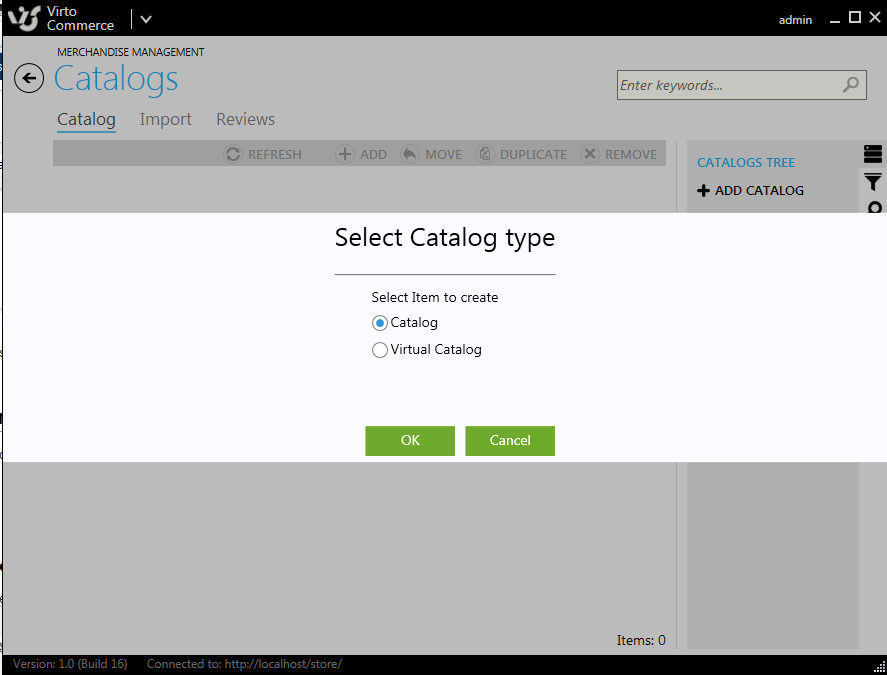 Virto
Commerce
admin
MERCHANDISE MANAGEMENT
Catalogs
Enter keywords...
Catalog Import Reviews
REFRESH ADD MOVE DUPLICATE REMOVE
CATALOGS TREE
ADD CATALOG
Select Catalog type
Select Item to create
Catalog
Virtual Catalog
OK Cancel
Items: 0
Version: 1.0 (Build 16) Connected to: http://localhost/store/